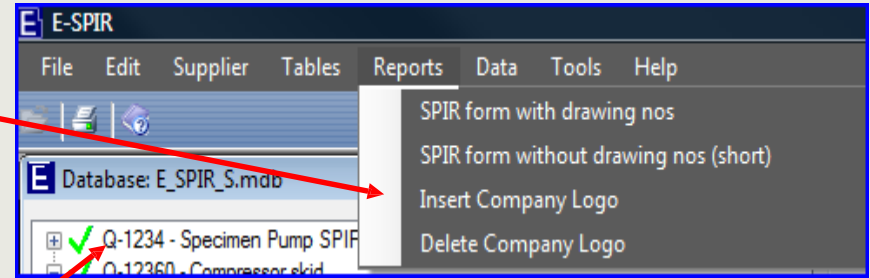 E E-SPIR
File Edit Supplier Tables Reports Data Tools Help
SPIR form with drawing nos
SPIR form without drawing nos (short)
Insert Company Logo
Delete Company Logo
E Database: E_SPIR_S.mdb
Q-1234 - Specimen Pump
Q-12360 - Compressor skid